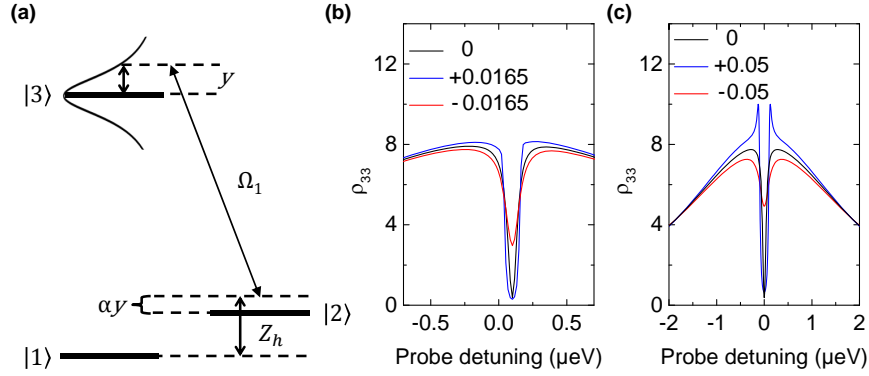 (a)
|3⟩
y
Ω₁
αy
|2⟩
Z_h
|1⟩
(b)
0
+0.0165
- 0.0165
12
8
4
0
ρ₃₃
-0.5
0.0
0.5
Probe detuning (µeV)
(c)
0
+0.05
- 0.05
12
8
4
0
ρ₃₃
-2
-1
0
1
2
Probe detuning (µeV)